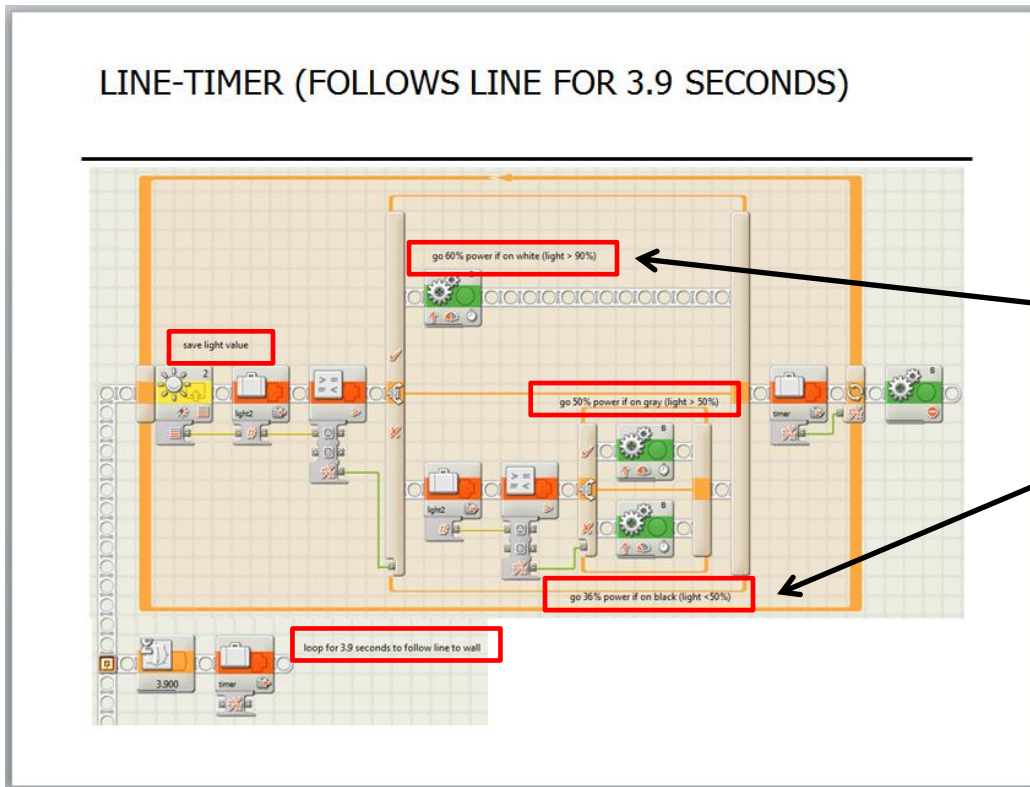 LINE-TIMER (FOLLOWS LINE FOR 3.9 SECONDS)
go 60% power if on white (light > 90%)
save light value
2
light2
B
go 50% power if on gray (light > 50%)
B
light2
B
timer
B
go 36% power if on black (light <50%)
loop for 3.9 seconds to follow line to wall
3.900
timer